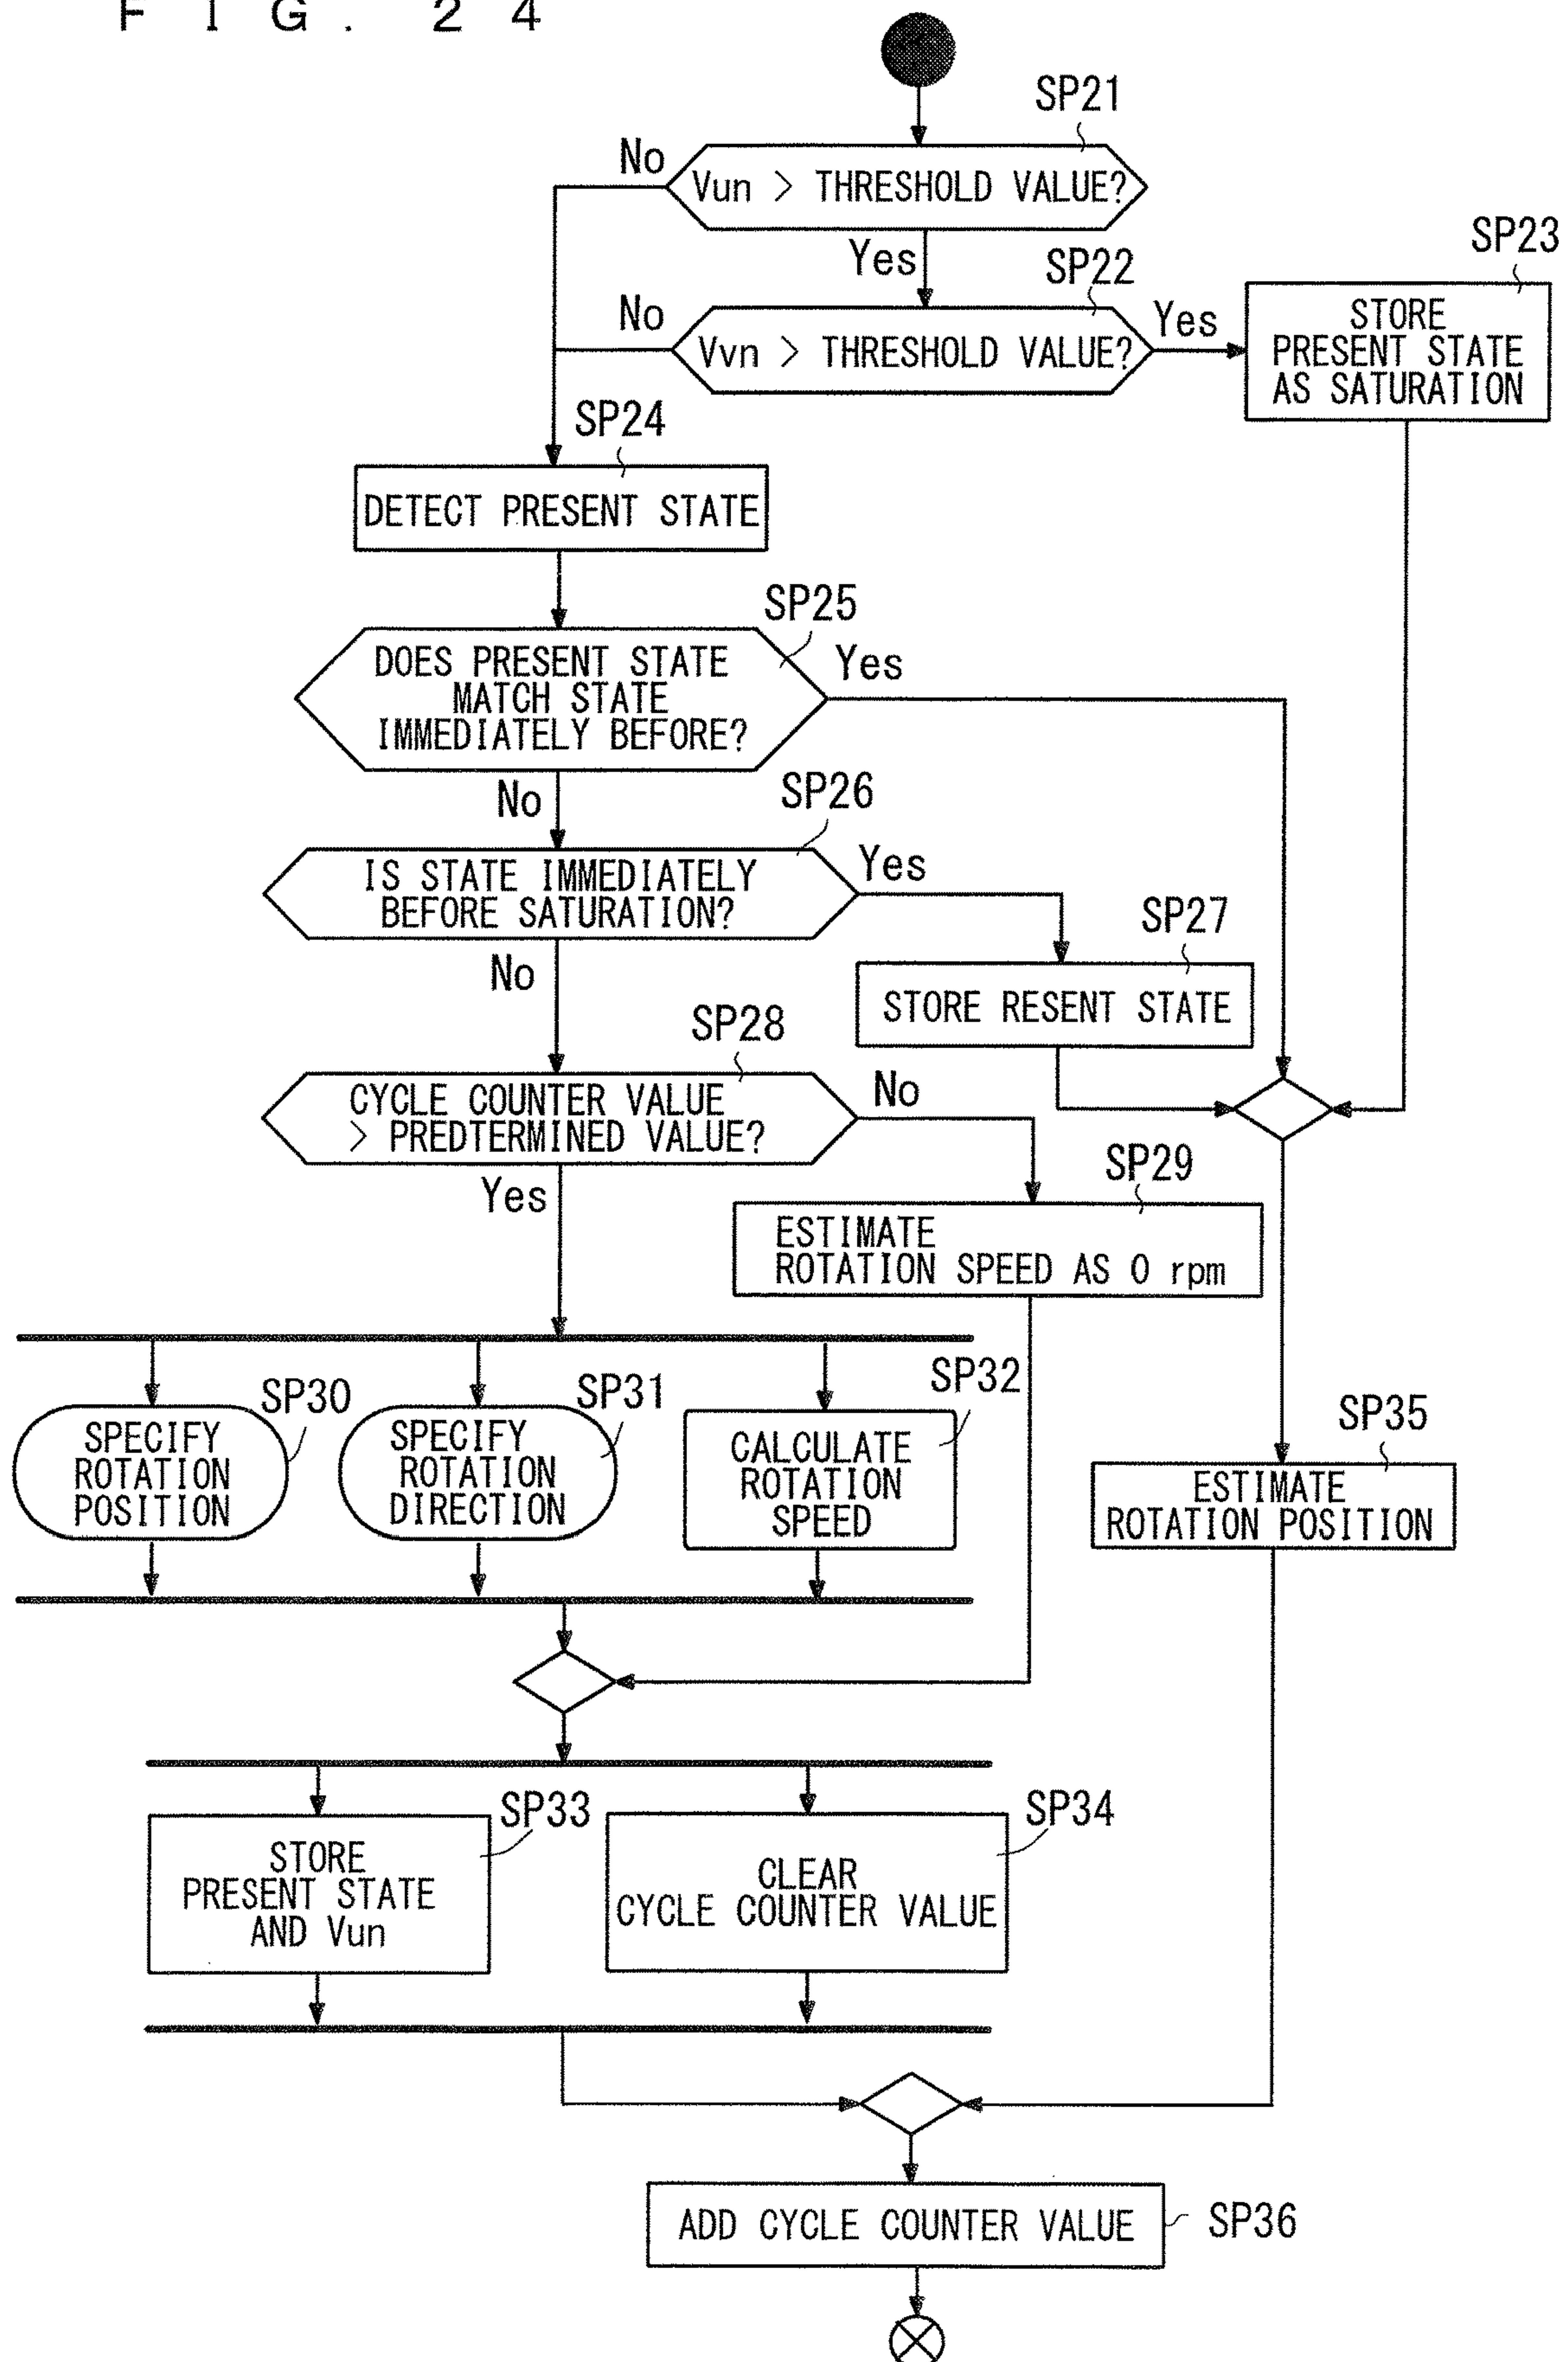 FIG. 24
SP21
No
Vun > THRESHOLD VALUE?
Yes
SP22
SP23
No
Vvn > THRESHOLD VALUE?
Yes
STORE
PRESENT STATE
AS SATURATION
SP24
DETECT PRESENT STATE
SP25
DOES PRESENT STATE
MATCH STATE
IMMEDIATELY BEFORE?
Yes
No
SP26
IS STATE IMMEDIATELY
BEFORE SATURATION?
Yes
No
SP27
STORE RESENT STATE
SP28
CYCLE COUNTER VALUE
> PREDTERMINED VALUE?
No
Yes
SP29
ESTIMATE
ROTATION SPEED AS 0 rpm
SP30
SPECIFY
ROTATION
POSITION
SP31
SPECIFY
ROTATION
DIRECTION
SP32
CALCULATE
ROTATION
SPEED
SP35
ESTIMATE
ROTATION POSITION
SP33
STORE
PRESENT STATE
AND Vun
SP34
CLEAR
CYCLE COUNTER VALUE
ADD CYCLE COUNTER VALUE
SP36